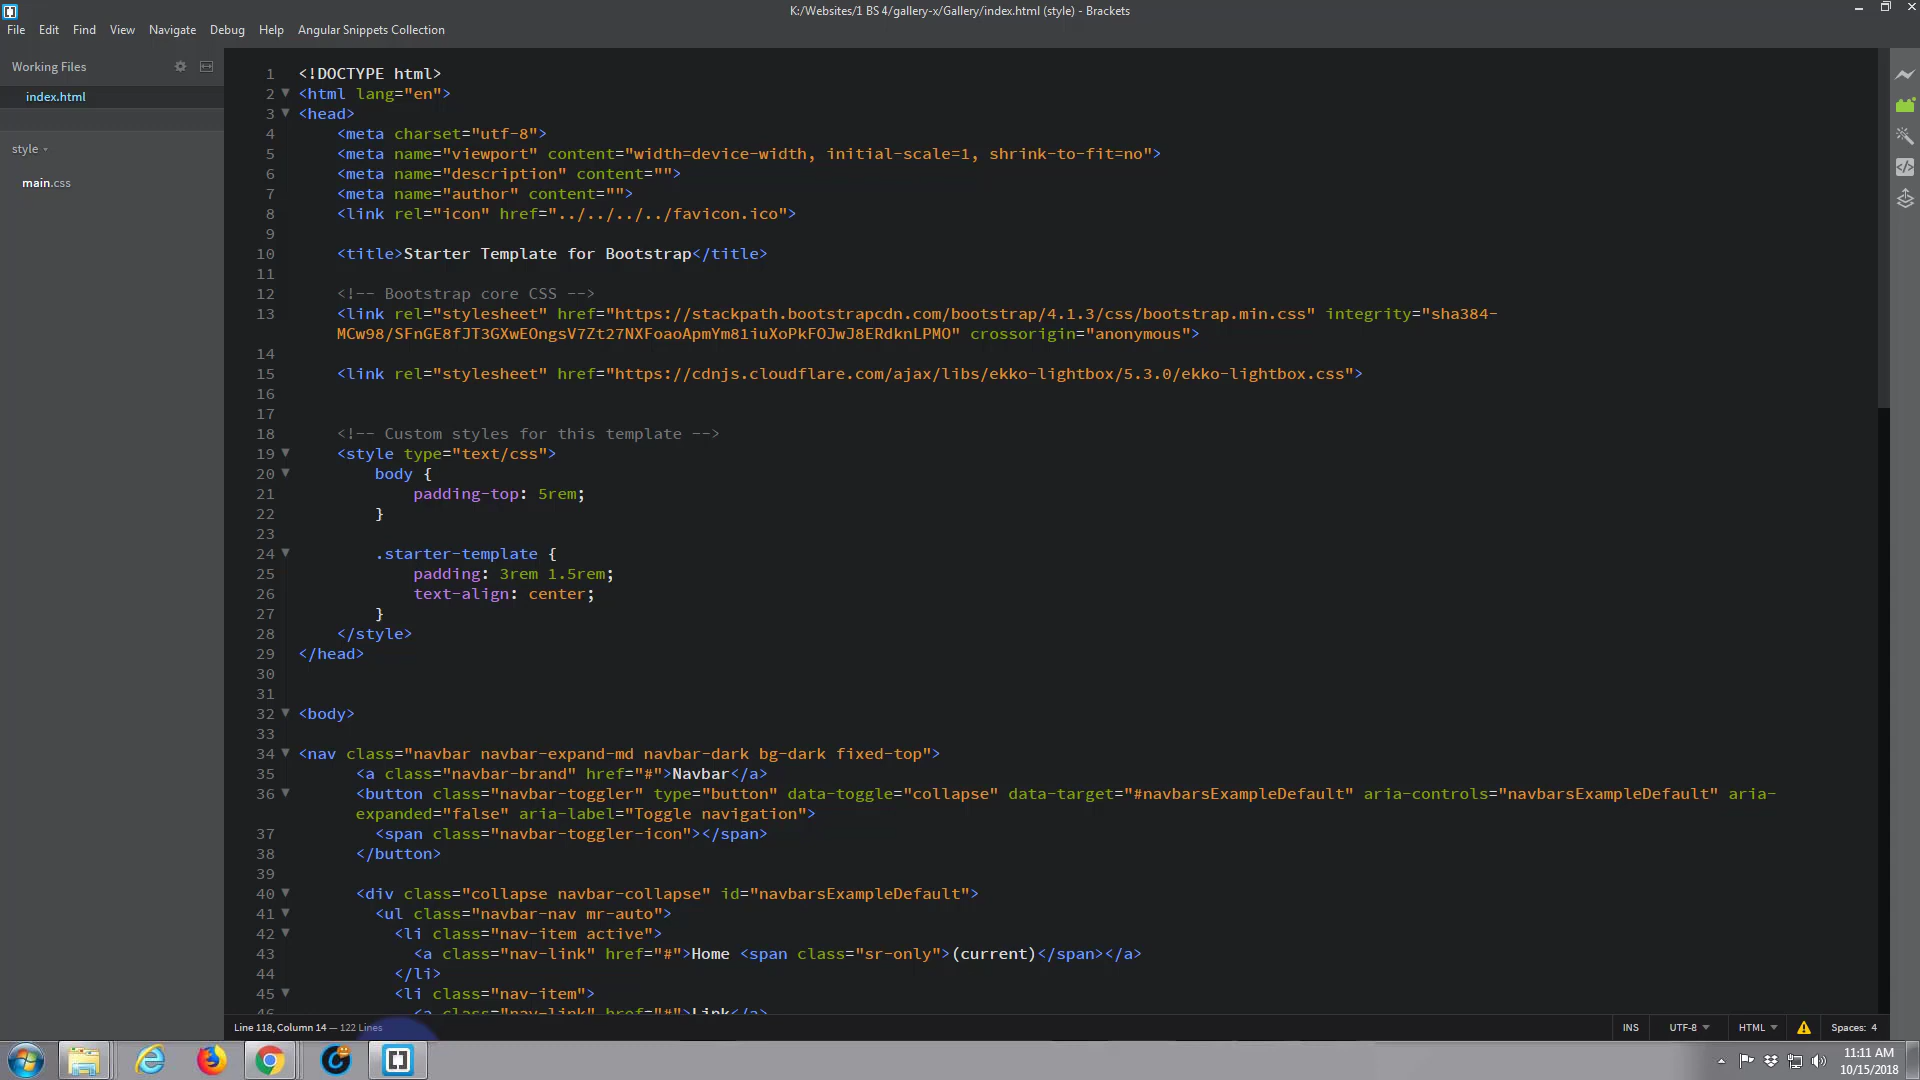 K:/Websites/1 BS 4/gallery-x/Gallery/index.html (style) - Brackets
File Edit Find View Navigate Debug Help Angular Snippets Collection
Working Files
index.html
style
main.css
1 <!DOCTYPE html>
2 <html lang="en">
3 <head>
4 <meta charset="utf-8">
5 <meta name="viewport" content="width=device-width, initial-scale=1, shrink-to-fit=no">
6 <meta name="description" content="">
7 <meta name="author" content="">
8 <link rel="icon" href="../../../../favicon.ico">
9
10 <title>Starter Template for Bootstrap</title>
11
12 <!-- Bootstrap core CSS -->
13 <link rel="stylesheet" href="https://stackpath.bootstrapcdn.com/bootstrap/4.1.3/css/bootstrap.min.css" integrity="sha384-
MCw98/SFnGE8fJT3GXwEOngsV7Zt27NXFoaoApmYm81iuXoPkFOJwJ8ERdknLPMO" crossorigin="anonymous">
14
15 <link rel="stylesheet" href="https://cdnjs.cloudflare.com/ajax/libs/ekko-lightbox/5.3.0/ekko-lightbox.css">
16
17
18 <!-- Custom styles for this template -->
19 <style type="text/css">
20 body {
21 padding-top: 5rem;
22 }
23
24 .starter-template {
25 padding: 3rem 1.5rem;
26 text-align: center;
27 }
28 </style>
29 </head>
30
31
32 <body>
33
34 <nav class="navbar navbar-expand-md navbar-dark bg-dark fixed-top">
35 <a class="navbar-brand" href="#">Navbar</a>
36 <button class="navbar-toggler" type="button" data-toggle="collapse" data-target="#navbarsExampleDefault" aria-controls="navbarsExampleDefault" aria-
expanded="false" aria-label="Toggle navigation">
37 <span class="navbar-toggler-icon"></span>
38 </button>
39
40 <div class="collapse navbar-collapse" id="navbarsExampleDefault">
41 <ul class="navbar-nav mr-auto">
42 <li class="nav-item active">
43 <a class="nav-link" href="#">Home <span class="sr-only">(current)</span></a>
44 </li>
45 <li class="nav-item">
46 <a class="nav-link" href="#">Link</a>
Line 118, Column 14 — 122 Lines
INS UTF-8 HTML Spaces: 4
11:11 AM
10/15/2018